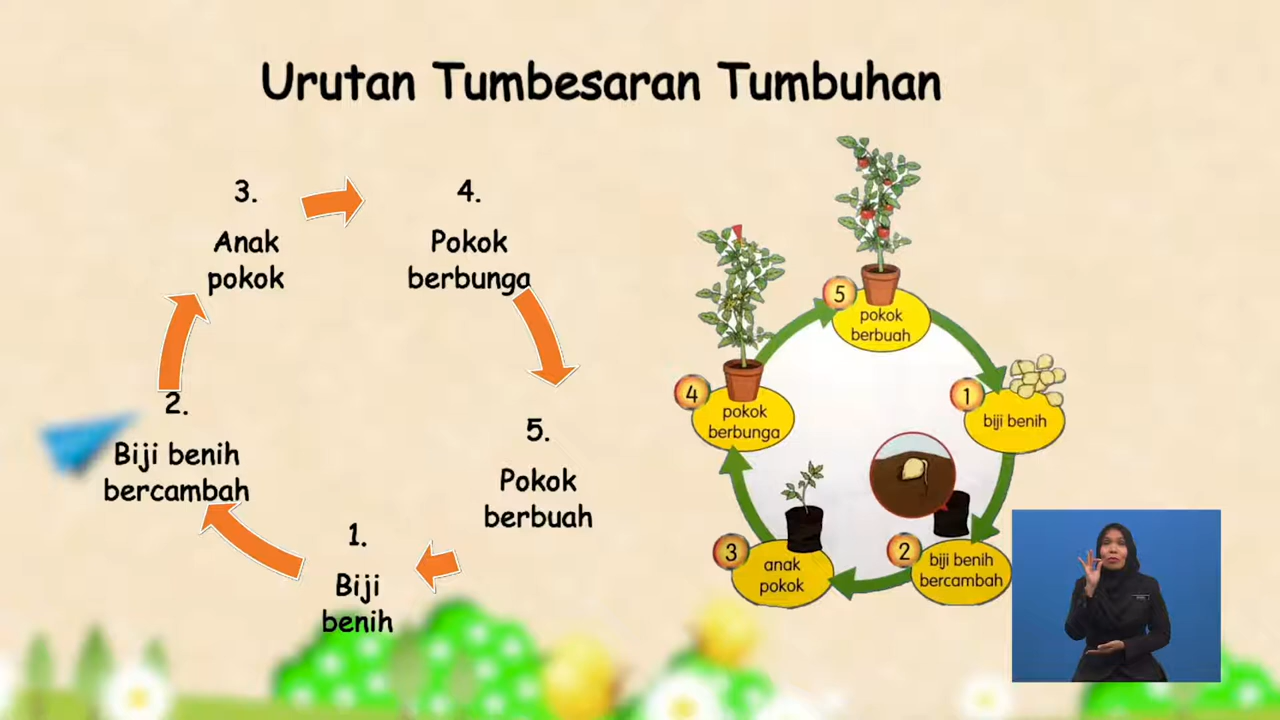 Urutan Tumbesaran Tumbuhan
3.
Anak
pokok
4.
Pokok
berbunga
2.
Biji benih
bercambah
5.
Pokok
berbuah
1.
Biji
benih
5
pokok
berbuah
4
pokok
berbunga
1
biji benih
3
anak
pokok
2
biji benih
bercambah